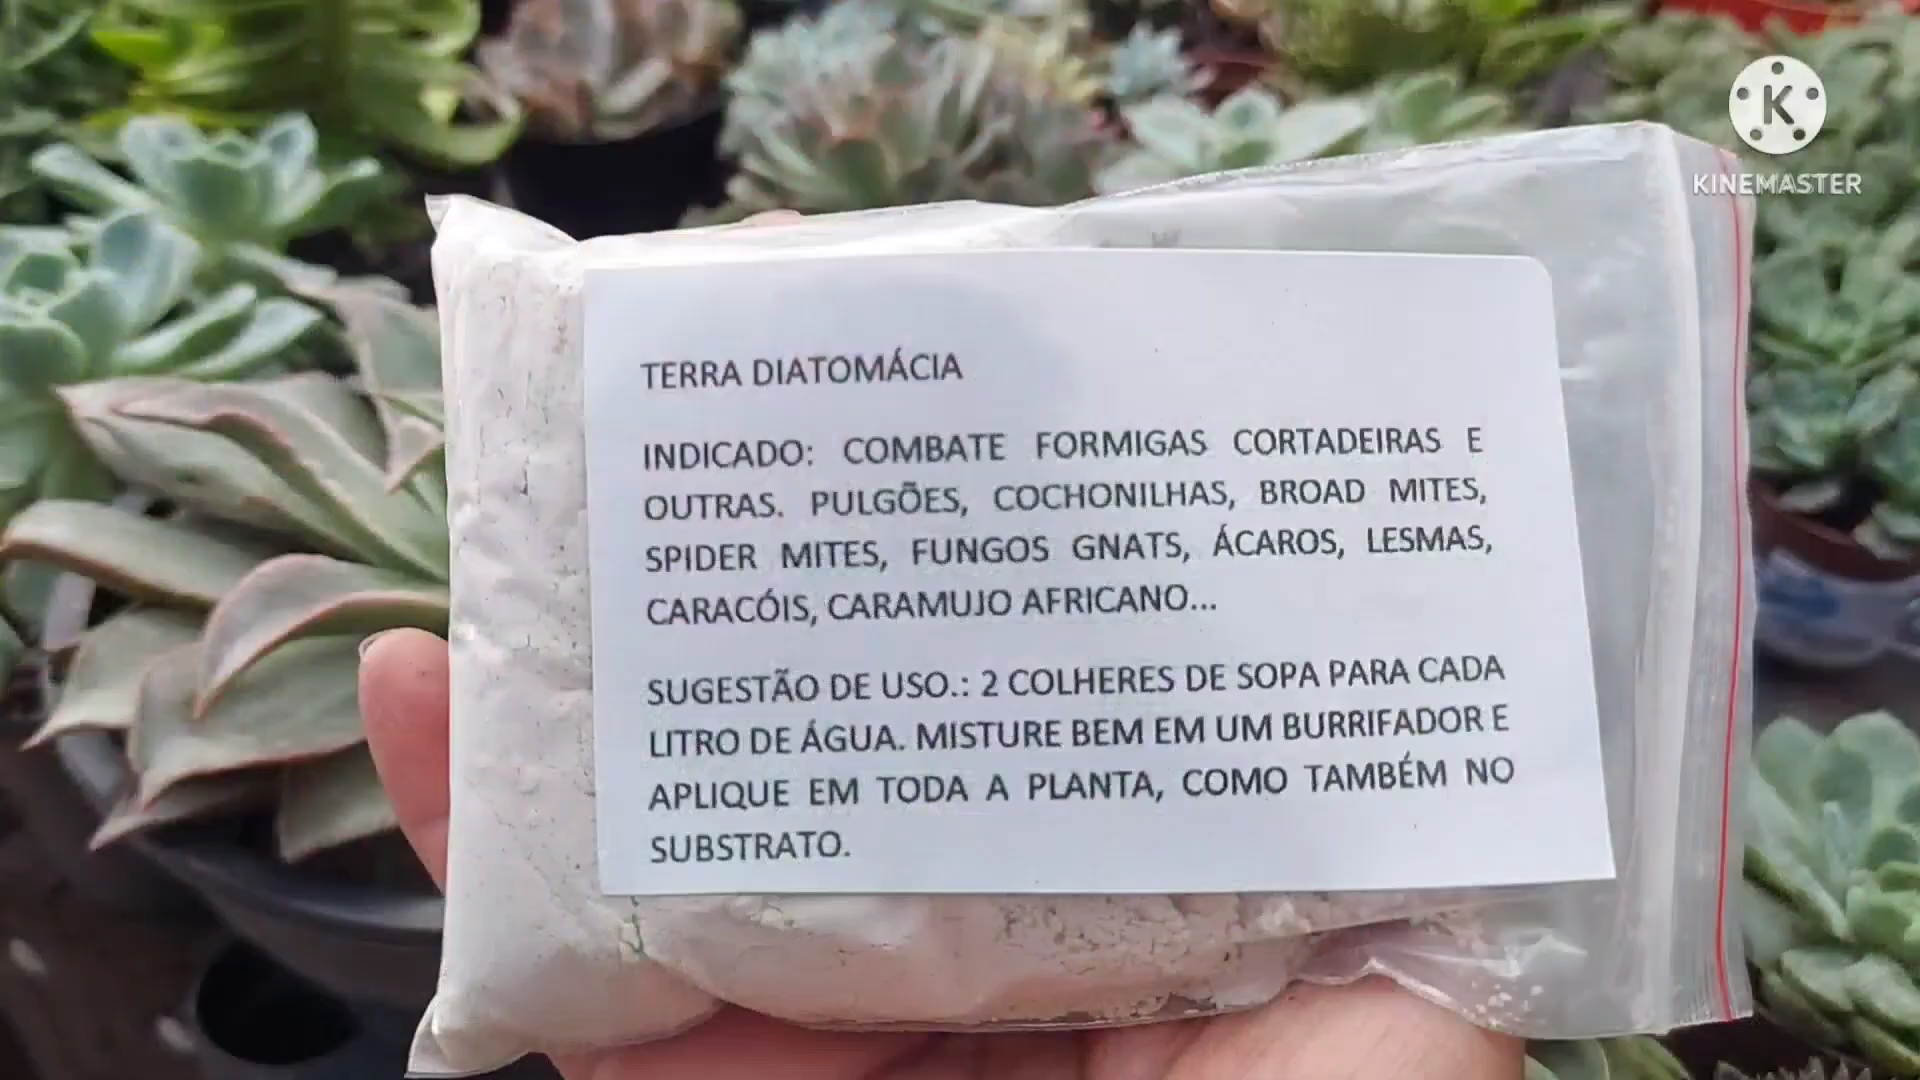 K
KINEMASTER
TERRA DIATOMÁCIA
INDICADO: COMBATE FORMIGAS CORTADEIRAS E
OUTRAS. PULGÕES, COCHONILHAS, BROAD MITES,
SPIDER MITES, FUNGOS GNATS, ÁCAROS, LESMAS,
CARACÓIS, CARAMUJO AFRICANO...
SUGESTÃO DE USO.: 2 COLHERES DE SOPA PARA CADA
LITRO DE ÁGUA. MISTURE BEM EM UM BURRIFADOR E
APLIQUE EM TODA A PLANTA, COMO TAMBÉM NO
SUBSTRATO.